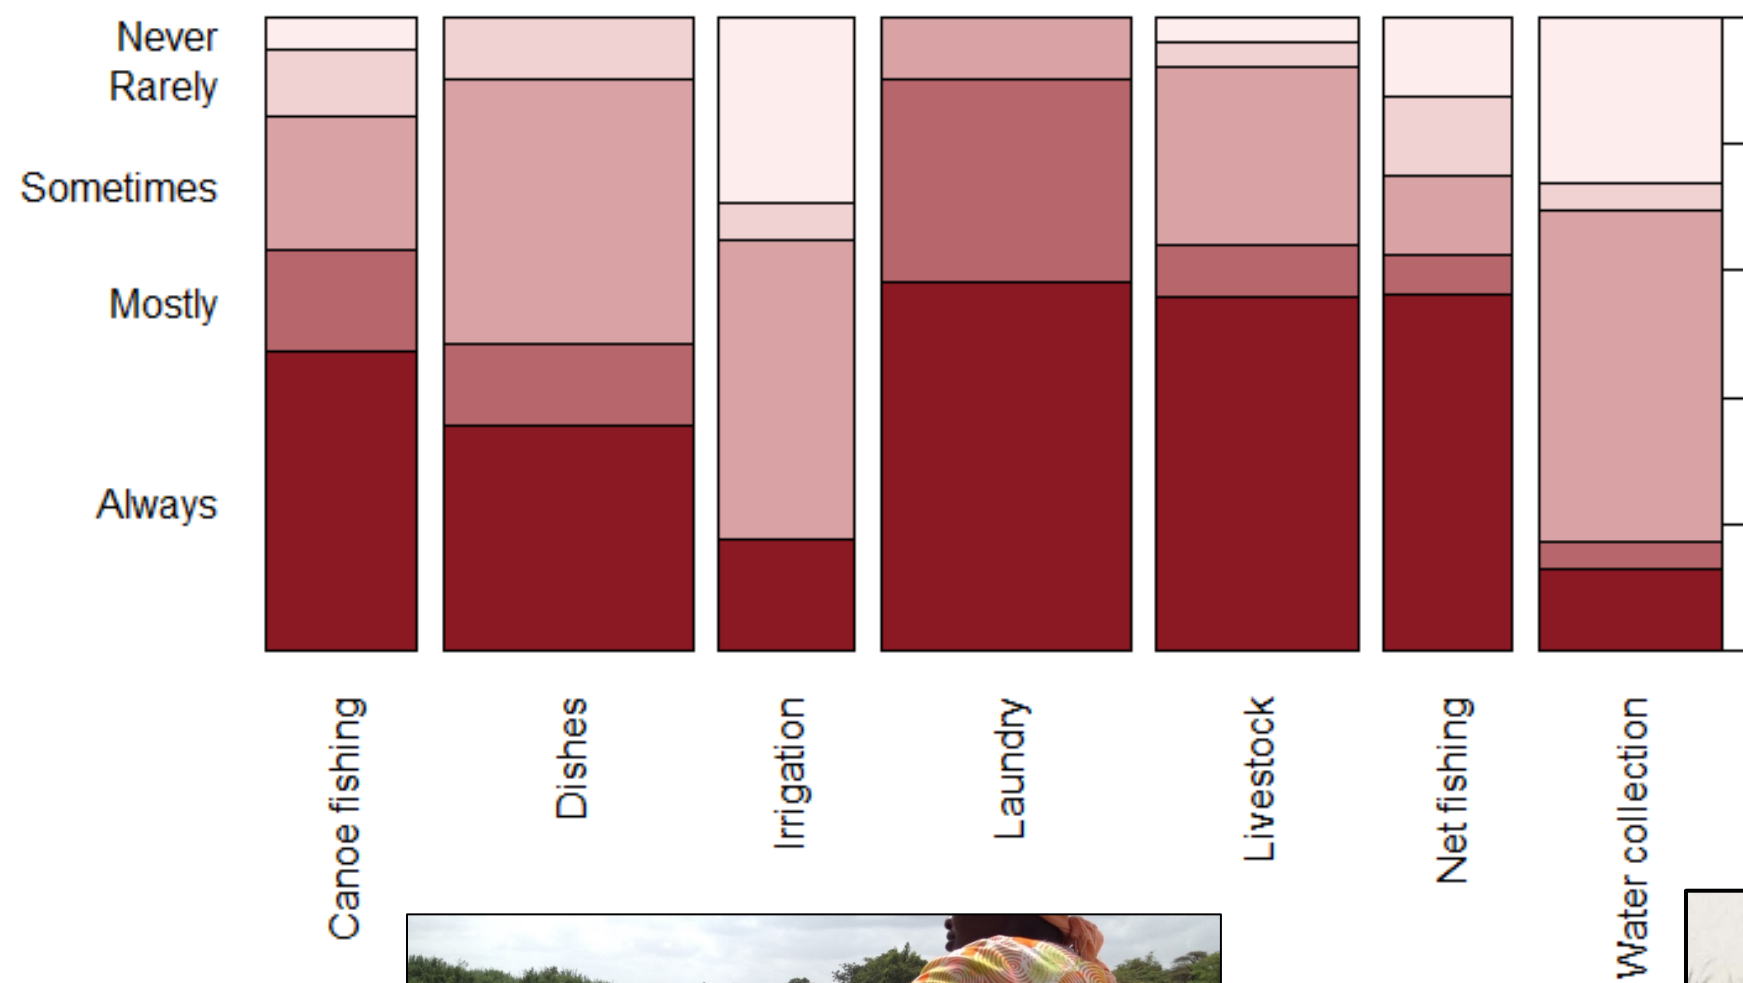 Never
Rarely
Sometimes
Mostly
Always
Canoe fishing
Dishes
Irrigation
Laundry
Livestock
Net fishing
Water collection